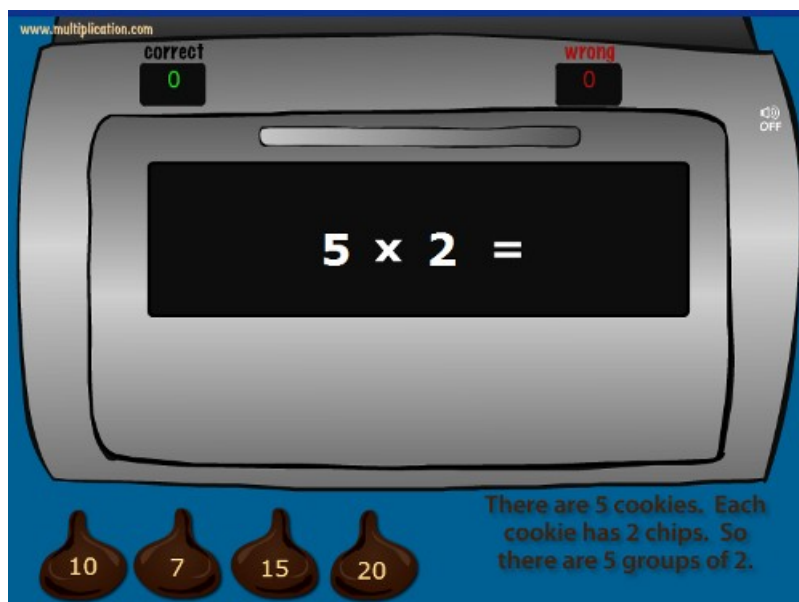 www.multiplication.com
correct
wrong
0
0
OFF
5 x 2 =
There are 5 cookies. Each
cookie has 2 chips. So
there are 5 groups of 2.
10
7
15
20